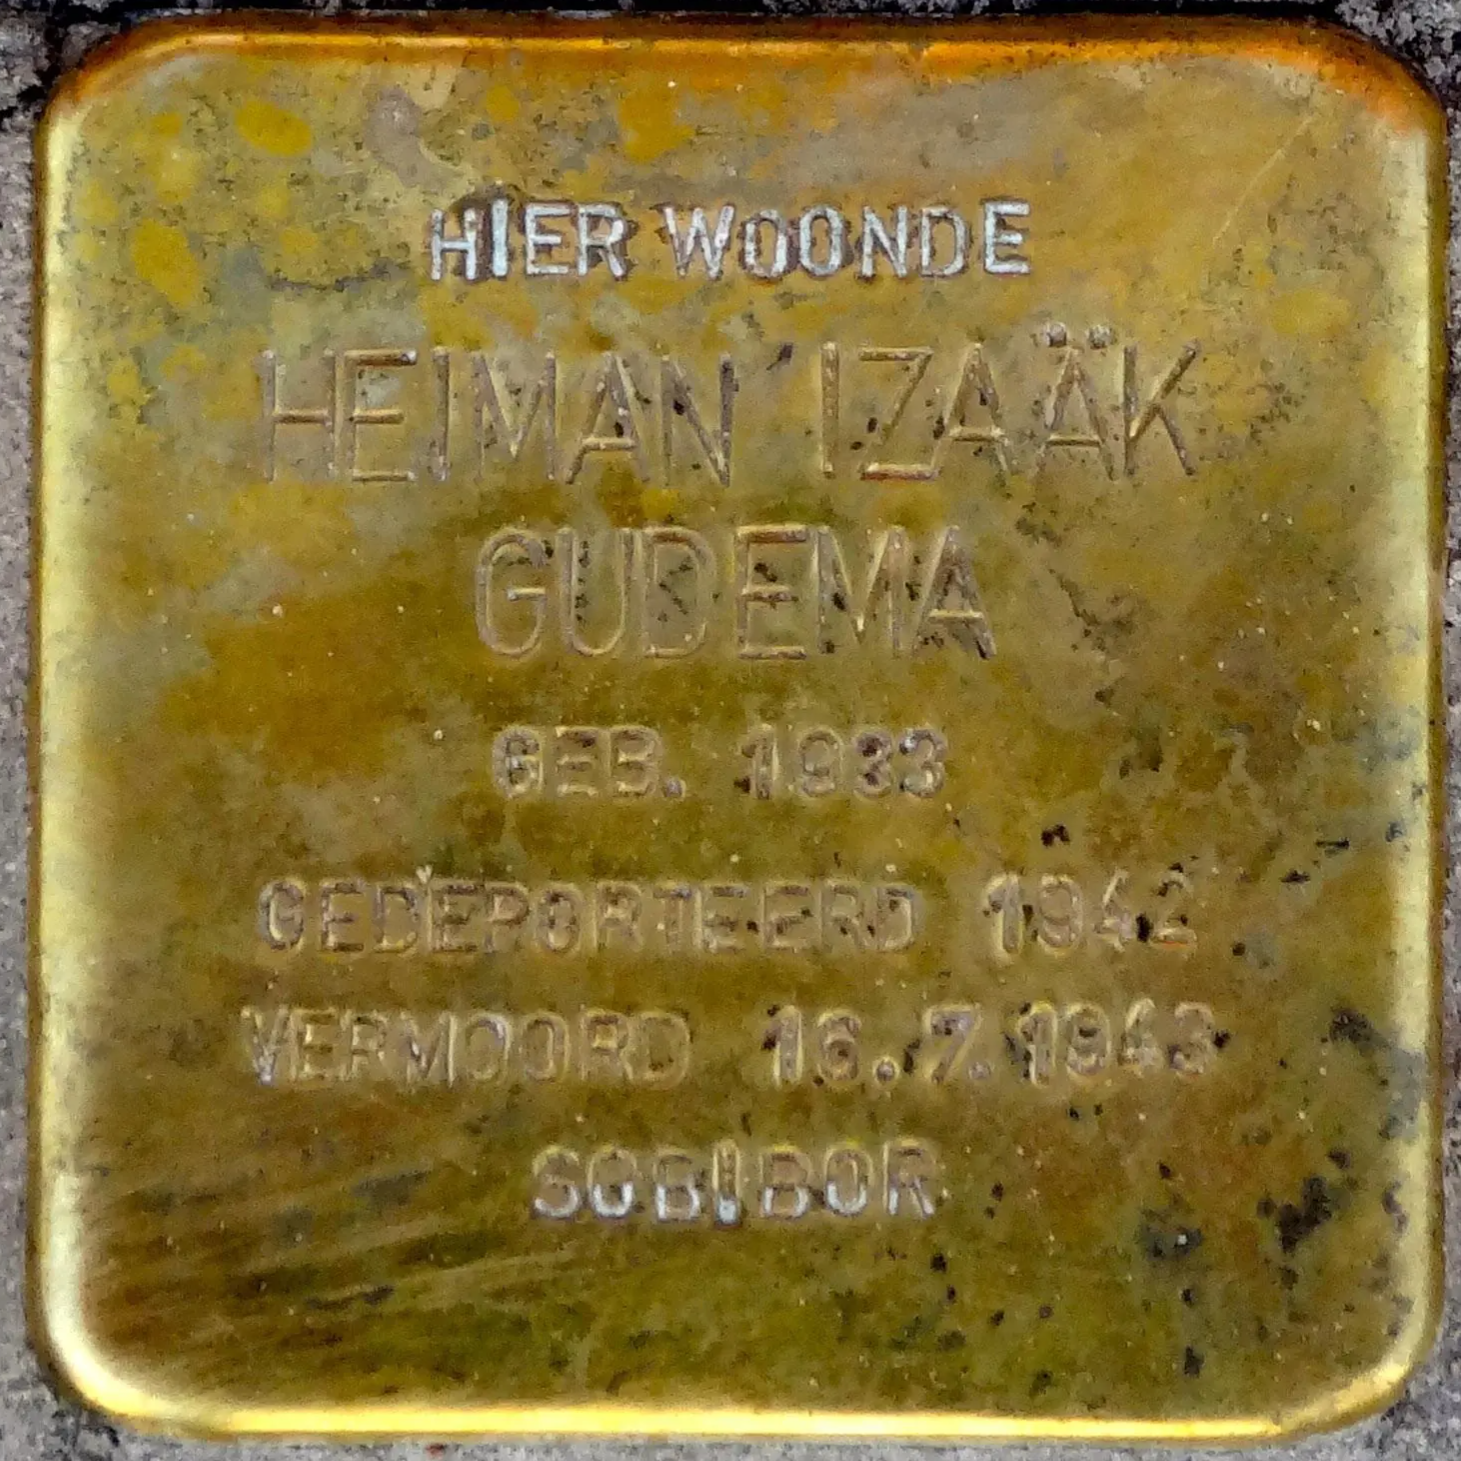 HIER WOONDE
HEIMAN IZAÄK
GUDEMA
GEB. 1933
GEDEPORTEERD 1942
VERMOORD 16.7.1943
SOBIBOR